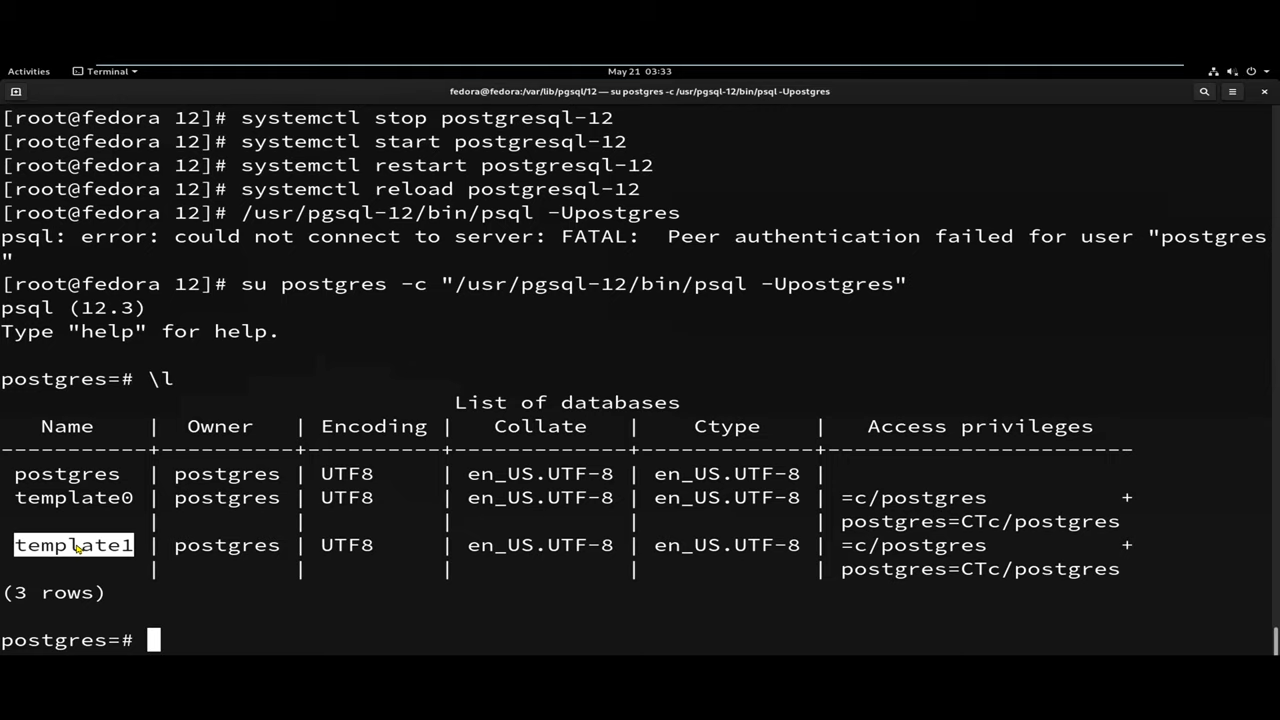 Activities Terminal May 21 03:33
fedora@fedora:/var/lib/pgsql/12 — su postgres -c /usr/pgsql-12/bin/psql -Upostgres
[root@fedora 12]# systemctl stop postgresql-12
[root@fedora 12]# systemctl start postgresql-12
[root@fedora 12]# systemctl restart postgresql-12
[root@fedora 12]# systemctl reload postgresql-12
[root@fedora 12]# /usr/pgsql-12/bin/psql -Upostgres
psql: error: could not connect to server: FATAL:  Peer authentication failed for user "postgres
"
[root@fedora 12]# su postgres -c "/usr/pgsql-12/bin/psql -Upostgres"
psql (12.3)
Type "help" for help.
postgres=# \l
List of databases
   Name    |  Owner   | Encoding |   Collate   |    Ctype    |   Access privileges
-----------+----------+----------+-------------+-------------+-----------------------
 postgres  | postgres | UTF8     | en_US.UTF-8 | en_US.UTF-8 |
 template0 | postgres | UTF8     | en_US.UTF-8 | en_US.UTF-8 | =c/postgres          +
           |          |          |             |             | postgres=CTc/postgres
 template1 | postgres | UTF8     | en_US.UTF-8 | en_US.UTF-8 | =c/postgres          +
           |          |          |             |             | postgres=CTc/postgres
(3 rows)
postgres=#